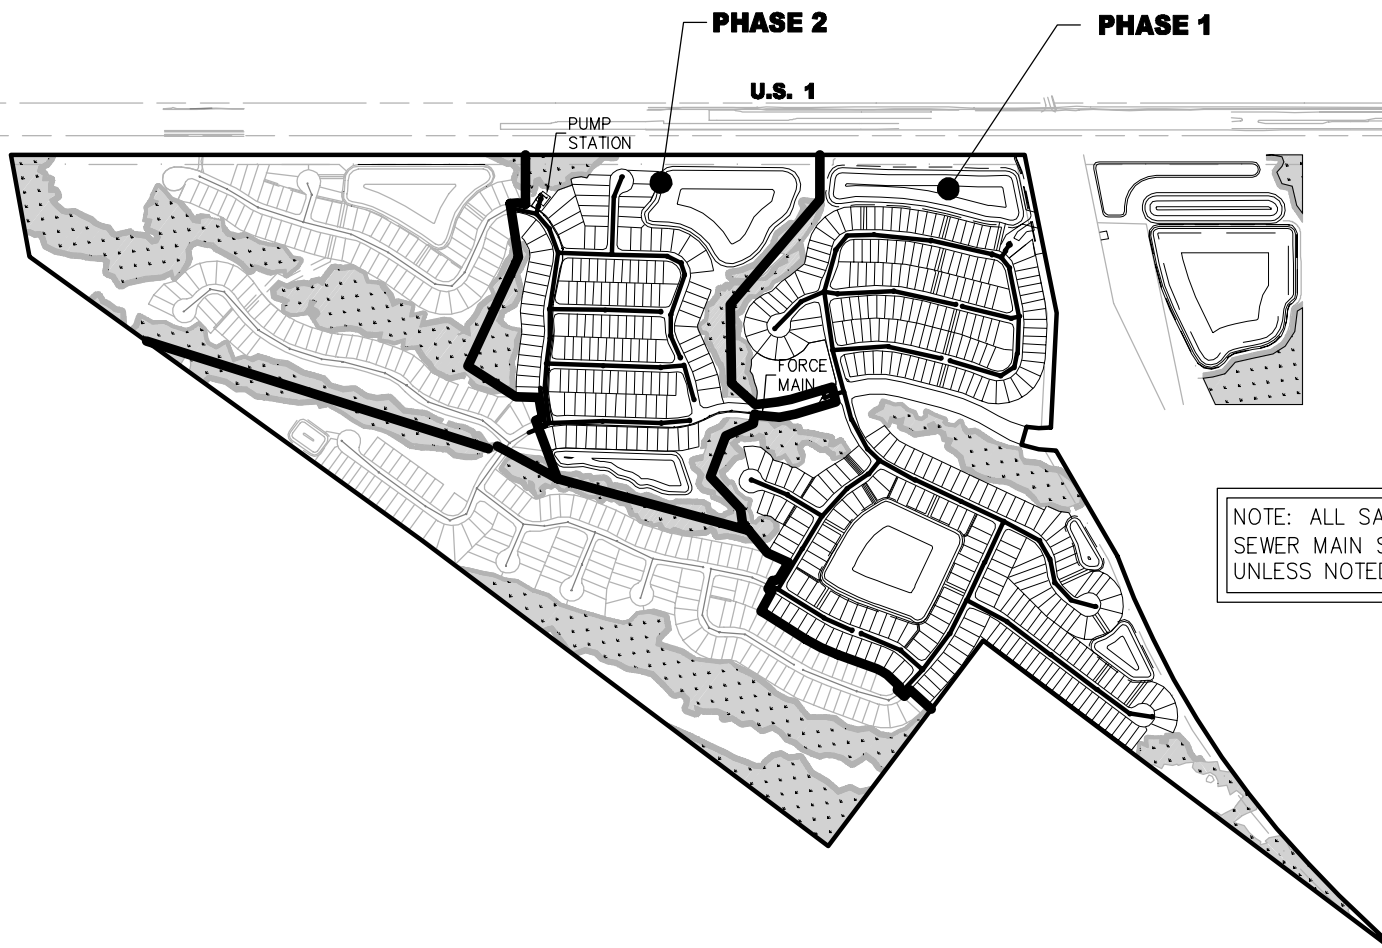 PHASE 2
PHASE 1
U.S. 1
PUMP
STATION
FORCE
MAIN
NOTE: ALL SA
SEWER MAIN S
UNLESS NOTED